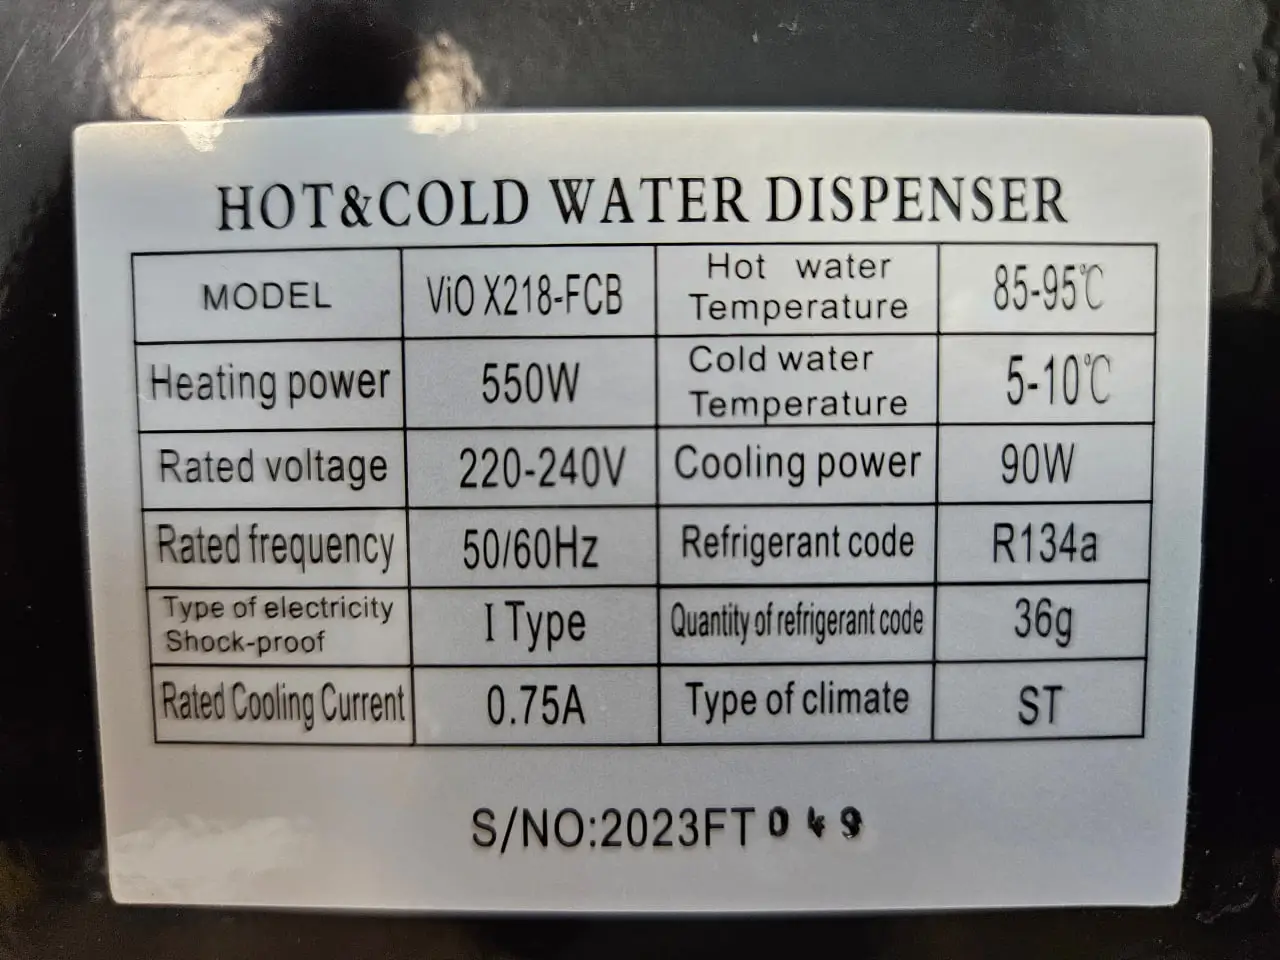 HOT&COLD WATER DISPENSER
MODEL ViO X218-FCB Hot water Temperature 85-95℃
Heating power 550W Cold water Temperature 5-10℃
Rated voltage 220-240V Cooling power 90W
Rated frequency 50/60Hz Refrigerant code R134a
Type of electricity Shock-proof I Type Quantity of refrigerant code 36g
Rated Cooling Current 0.75A Type of climate ST
S/NO:2023FT 049